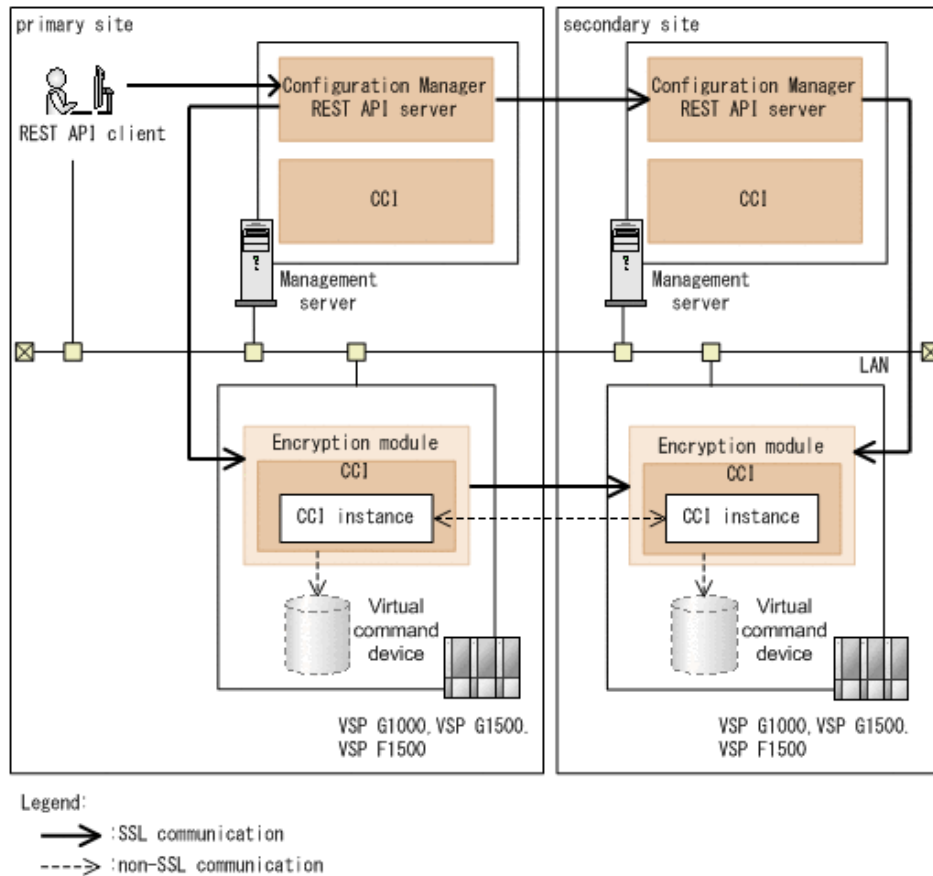 primary site
REST API client
Configuration Manager
REST API server
CCI
Management
server
secondary site
Configuration Manager
REST API server
CCI
Management
server
LAN
Encryption module
CCI
CCI instance
Virtual
command
device
VSP G1000, VSP G1500.
VSP F1500
Encryption module
CCI
CCI instance
Virtual
command
device
VSP G1000, VSP G1500.
VSP F1500
Legend:
:SSL communication
:non-SSL communication